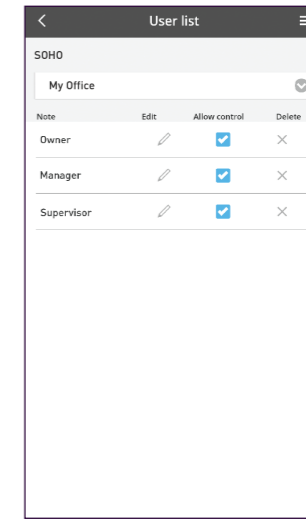 User list
SOHO
My Office
Note Edit Allow control Delete
Owner
Manager
Supervisor